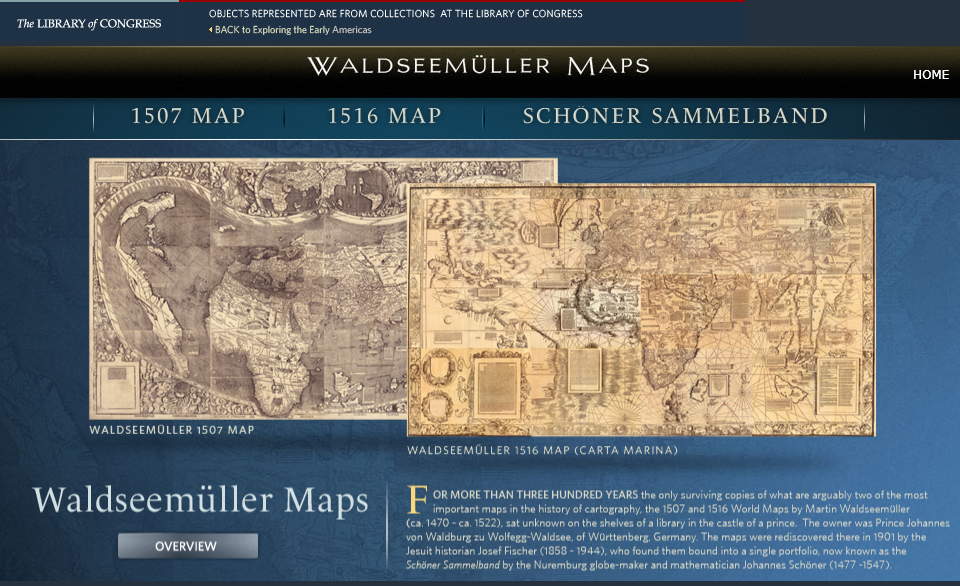 The LIBRARY of CONGRESS
OBJECTS REPRESENTED ARE FROM COLLECTIONS AT THE LIBRARY OF CONGRESS
BACK to Exploring the Early Americas
WALDSEEMÜLLER MAPS
HOME
1507 MAP
1516 MAP
SCHÖNER SAMMELBAND
WALDSEEMÜLLER 1507 MAP
WALDSEEMÜLLER 1516 MAP (CARTA MARINA)
Waldseemüller Maps
OVERVIEW
FOR MORE THAN THREE HUNDRED YEARS the only surviving copies of what are arguably two of the most
important maps in the history of cartography, the 1507 and 1516 World Maps by Martin Waldseemüller
(ca. 1470 - ca. 1522), sat unknown on the shelves of a library in the castle of a prince. The owner was Prince Johannes
von Waldburg zu Wolfegg-Waldsee, of Württenberg, Germany. The maps were rediscovered there in 1901 by the
Jesuit historian Josef Fischer (1858 - 1944), who found them bound into a single portfolio, now known as the
Schöner Sammelband by the Nuremburg globe-maker and mathematician Johannes Schöner (1477 -1547).